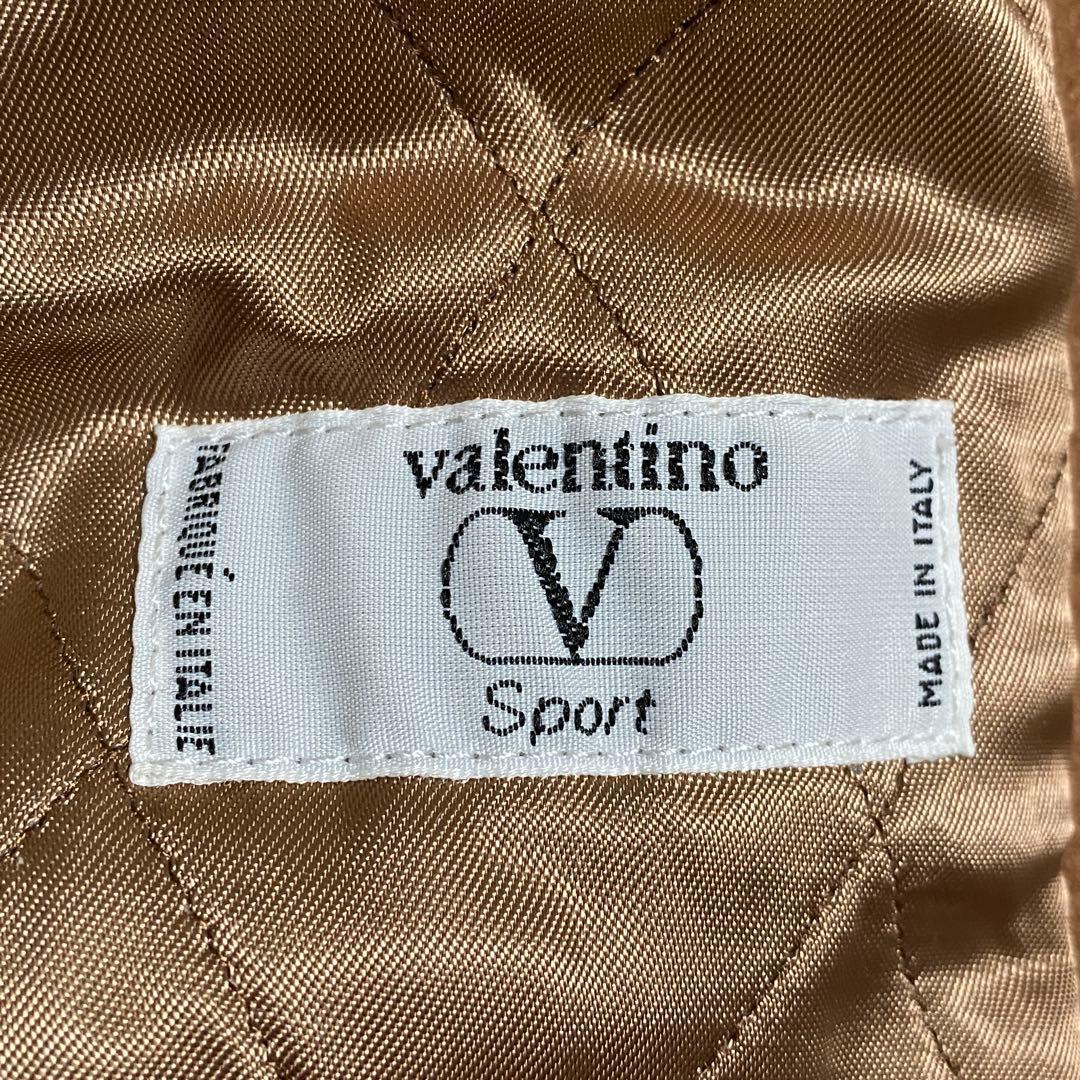 valentino
V
Sport
FABRIQUÉ EN ITALIE
MADE IN ITALY